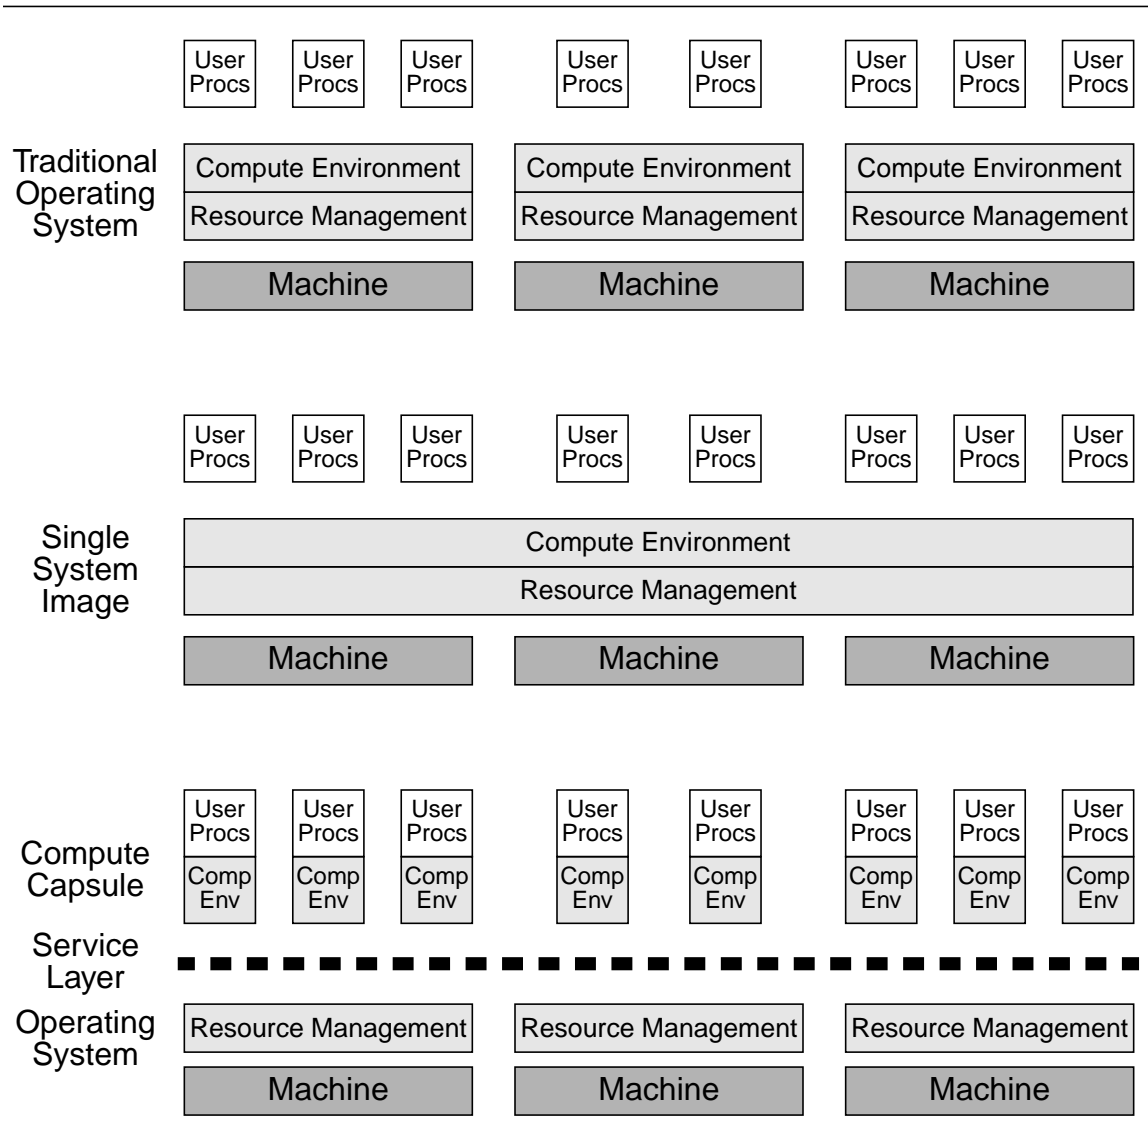 User User User User User User User User
Procs Procs Procs Procs Procs Procs Procs Procs
Traditional
Operating
System
Compute Environment Compute Environment Compute Environment
Resource Management Resource Management Resource Management
Machine Machine Machine
User User User User User User User User
Procs Procs Procs Procs Procs Procs Procs Procs
Single
System
Image
Compute Environment
Resource Management
Machine Machine Machine
User User User User User User User User
Procs Procs Procs Procs Procs Procs Procs Procs
Compute
Capsule
Comp Comp Comp Comp Comp Comp Comp Comp
Env Env Env Env Env Env Env Env
Service
Layer
Operating
System
Resource Management Resource Management Resource Management
Machine Machine Machine